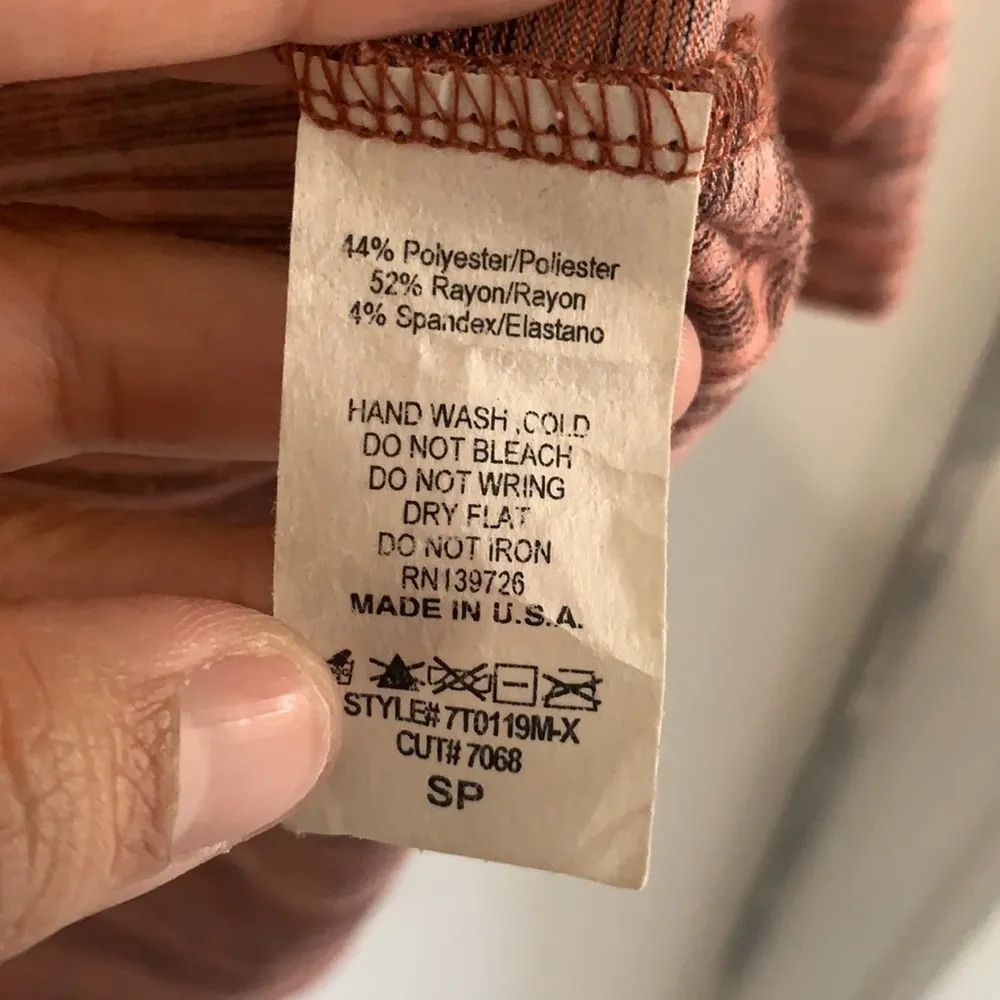 44% Polyester/Poliester
52% Rayon/Rayon
4% Spandex/Elastano
HAND WASH ,COLD
DO NOT BLEACH
DO NOT WRING
DRY FLAT
DO NOT IRON
RN139726
MADE IN U.S.A.
STYLE# 7T0119M-X
CUT# 7068
SP